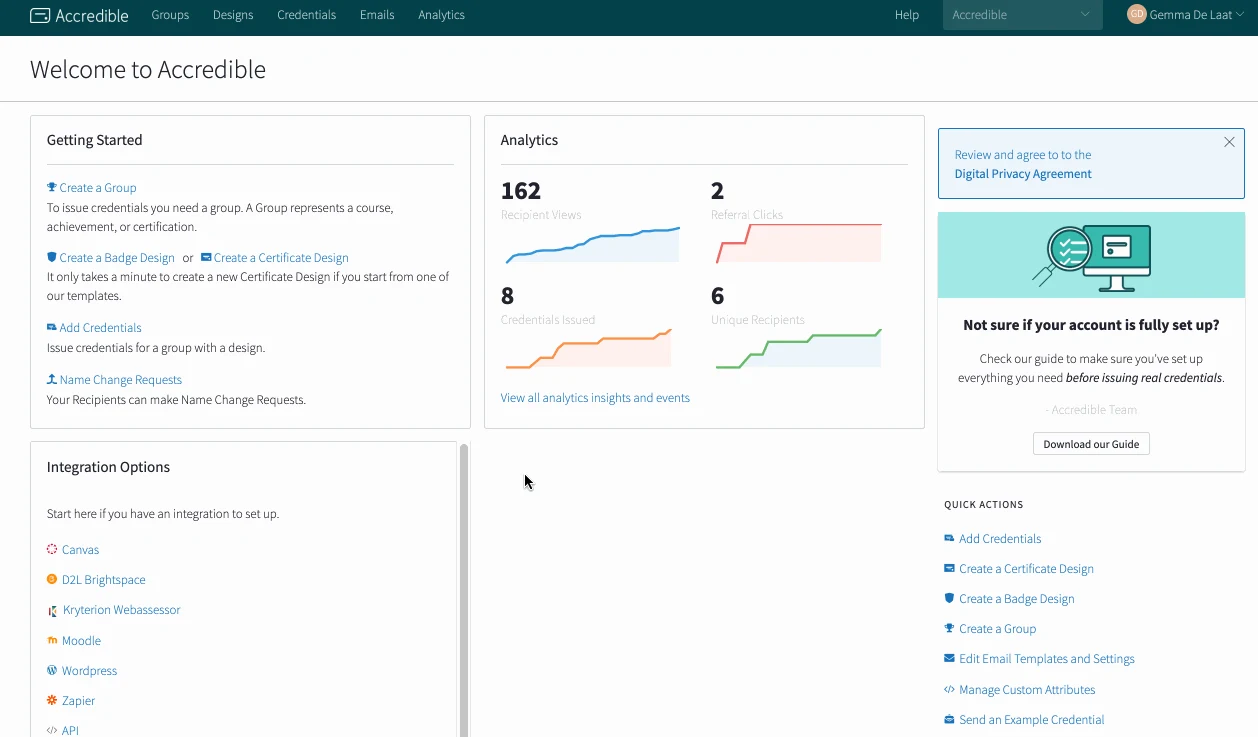 Accredible Groups Designs Credentials Emails Analytics Help Accredible GD Gemma De Laat
Welcome to Accredible
Getting Started
Create a Group
To issue credentials you need a group. A Group represents a course,
achievement, or certification.
Create a Badge Design or Create a Certificate Design
It only takes a minute to create a new Certificate Design if you start from one of
our templates.
Add Credentials
Issue credentials for a group with a design.
Name Change Requests
Your Recipients can make Name Change Requests.
Analytics
162
Recipient Views
2
Referral Clicks
8
Credentials Issued
6
Unique Recipients
View all analytics insights and events
Review and agree to to the
Digital Privacy Agreement
Not sure if your account is fully set up?
Check our guide to make sure you've set up
everything you need before issuing real credentials.
- Accredible Team
Download our Guide
Integration Options
Start here if you have an integration to set up.
Canvas
D2L Brightspace
Kryterion Webassessor
Moodle
Wordpress
Zapier
API
QUICK ACTIONS
Add Credentials
Create a Certificate Design
Create a Badge Design
Create a Group
Edit Email Templates and Settings
Manage Custom Attributes
Send an Example Credential